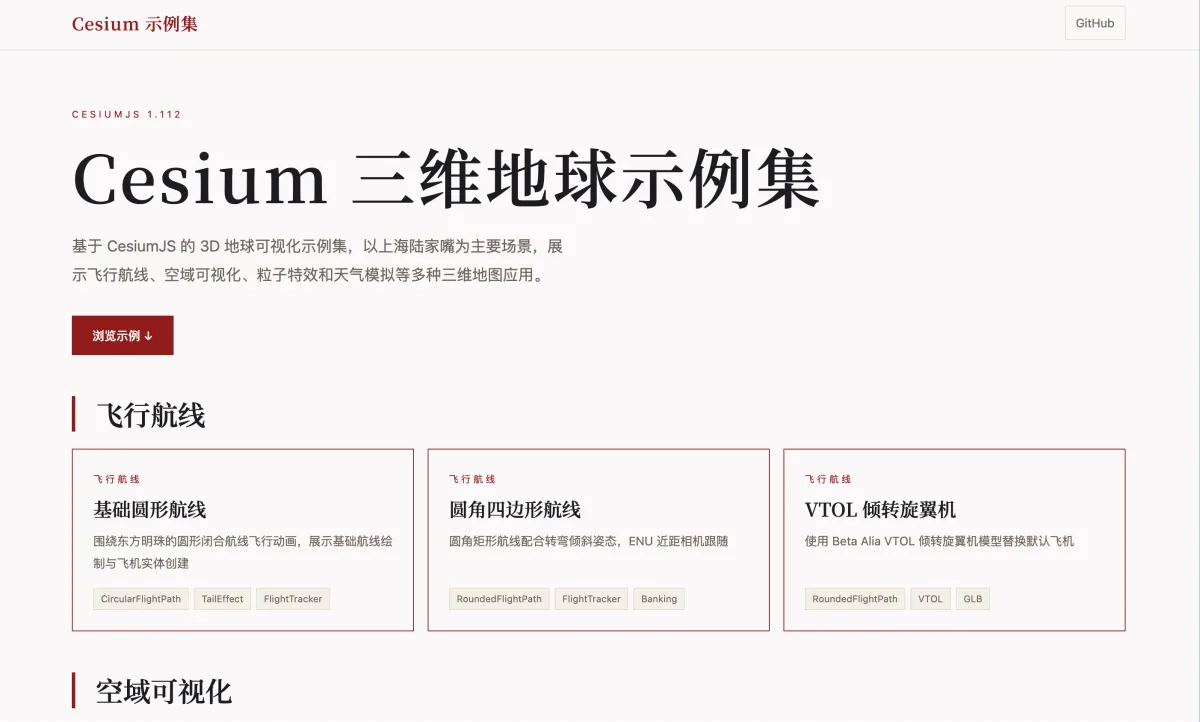 Cesium 示例集
GitHub
CESIUMJS 1.112
Cesium 三维地球示例集
基于 CesiumJS 的 3D 地球可视化示例集，以上海陆家嘴为主要场景，展
示飞行航线、空域可视化、粒子特效和天气模拟等多种三维地图应用。
浏览示例 ↓
飞行航线
飞行航线
基础圆形航线
围绕东方明珠的圆形闭合航线飞行动画，展示基础航线绘
制与飞机实体创建
CircularFlightPath TailEffect FlightTracker
飞行航线
圆角四边形航线
圆角矩形航线配合转弯倾斜姿态，ENU 近距相机跟随
RoundedFlightPath FlightTracker Banking
飞行航线
VTOL 倾转旋翼机
使用 Beta Alia VTOL 倾转旋翼机模型替换默认飞机
RoundedFlightPath VTOL GLB
空域可视化